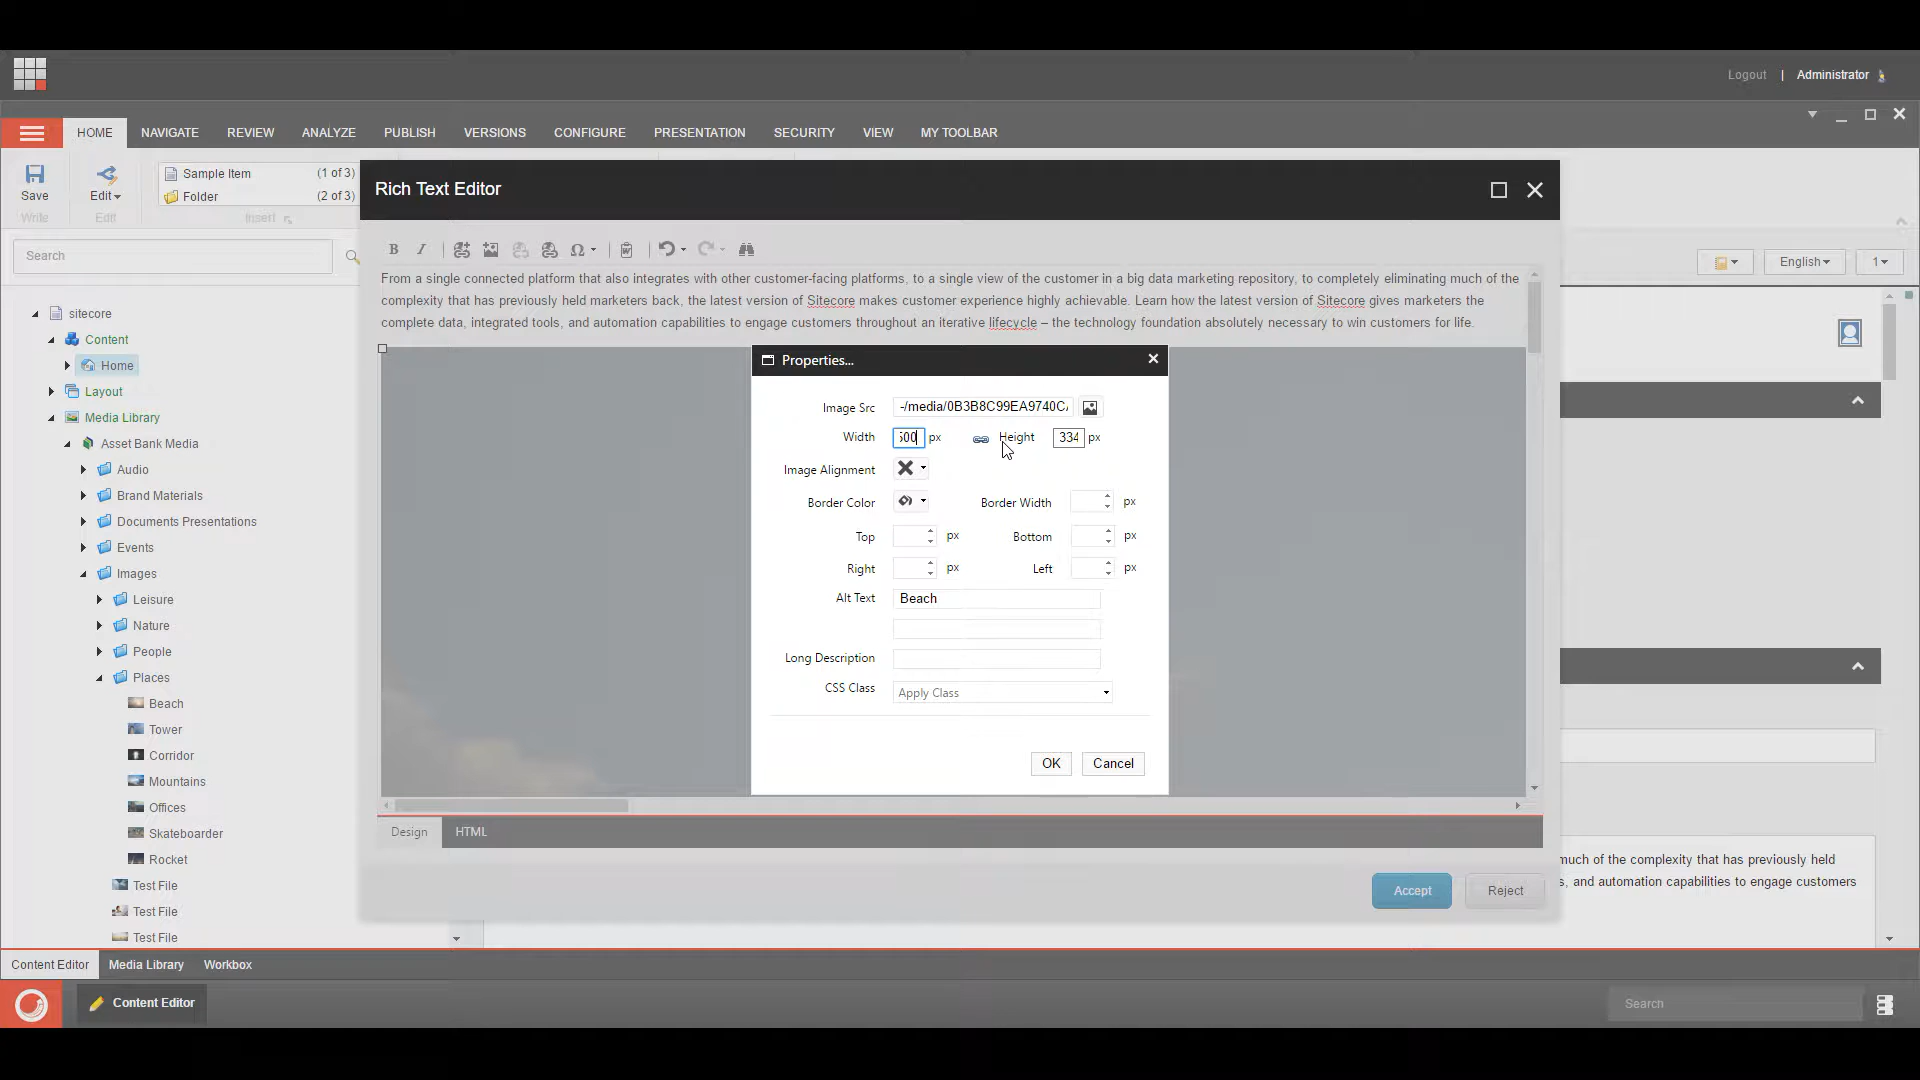 Logout | Administrator
HOME NAVIGATE REVIEW ANALYZE PUBLISH VERSIONS CONFIGURE PRESENTATION SECURITY VIEW MY TOOLBAR
Save
Write
Edit
Edit
Sample Item (1 of 3)
Folder (2 of 3)
Insert
Search
English
1
sitecore
Content
Home
Layout
Media Library
Asset Bank Media
Audio
Brand Materials
Documents Presentations
Events
Images
Leisure
Nature
People
Places
Beach
Tower
Corridor
Mountains
Offices
Skateboarder
Rocket
Test File
Test File
Test File
Rich Text Editor
B I Ω
From a single connected platform that also integrates with other customer-facing platforms, to a single view of the customer in a big data marketing repository, to completely eliminating much of the
complexity that has previously held marketers back, the latest version of Sitecore makes customer experience highly achievable. Learn how the latest version of Sitecore gives marketers the
complete data, integrated tools, and automation capabilities to engage customers throughout an iterative lifecycle – the technology foundation absolutely necessary to win customers for life.
Properties...
Image Src -/media/0B3B8C99EA9740C
Width 500 px Height 334 px
Image Alignment
Border Color Border Width px
Top px Bottom px
Right px Left px
Alt Text Beach
Long Description
CSS Class Apply Class
OK Cancel
Design HTML
Accept Reject
much of the complexity that has previously held
s, and automation capabilities to engage customers
Content Editor Media Library Workbox
Content Editor
Search